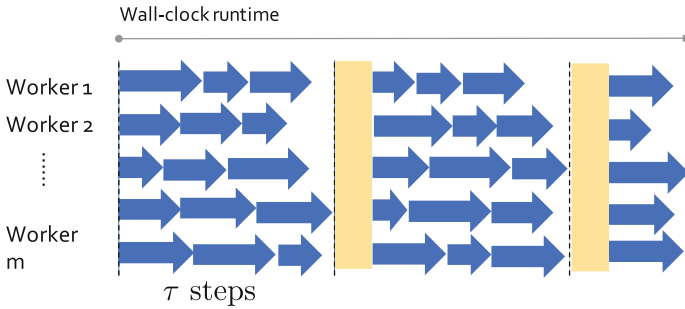 Wall-clock runtime
Worker 1
Worker 2
......
Worker
m
τ steps